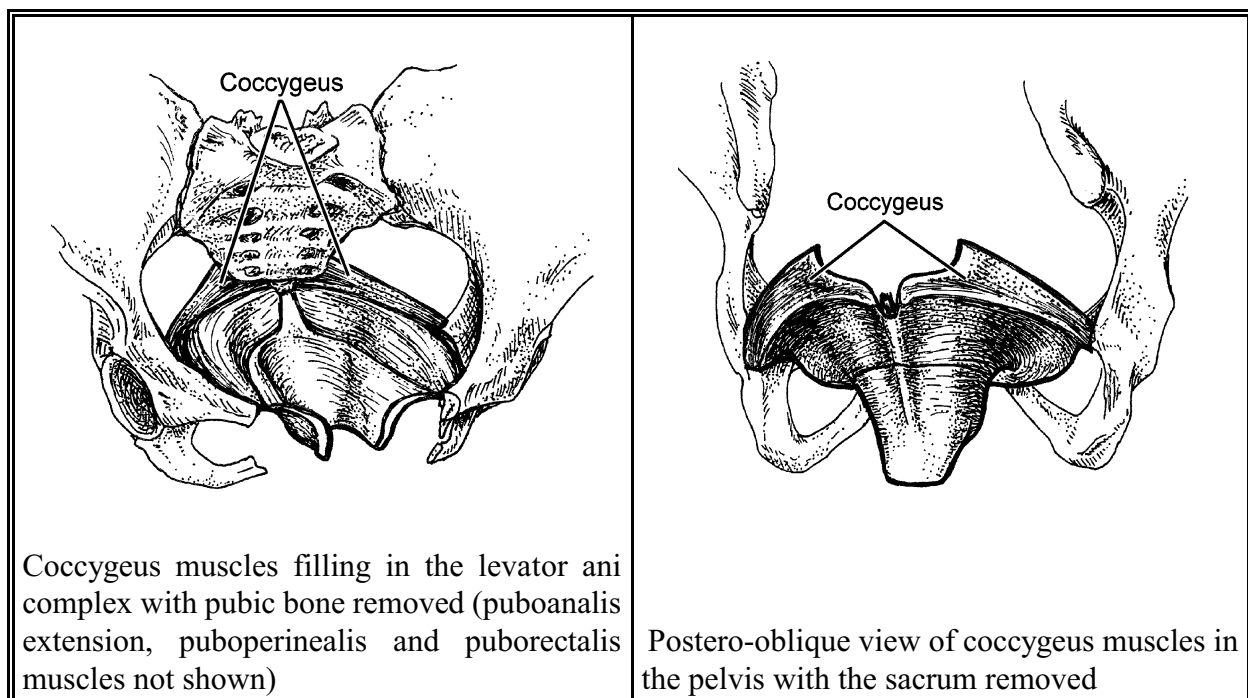 Coccygeus
Coccygeus muscles filling in the levator ani
complex with pubic bone removed (puboanalis
extension, puboperinealis and puborectalis
muscles not shown)
Coccygeus
Postero-oblique view of coccygeus muscles in
the pelvis with the sacrum removed